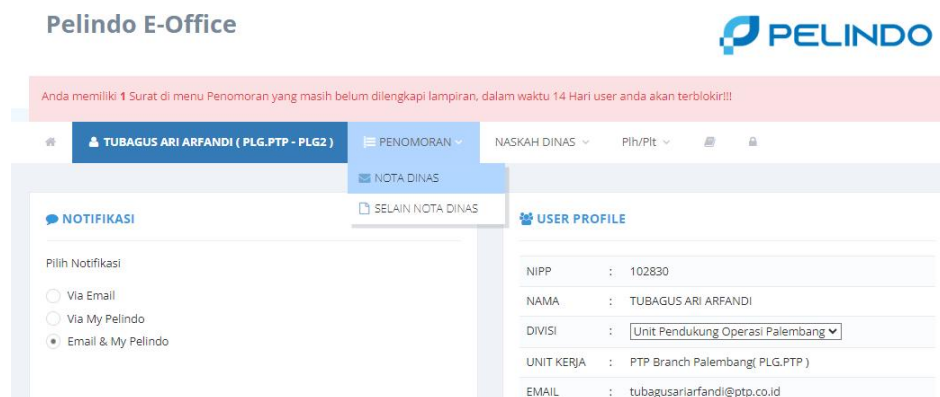 Pelindo E-Office
PELINDO
Anda memiliki 1 Surat di menu Penomoran yang masih belum dilengkapi lampiran, dalam waktu 14 Hari user anda akan terblokir!!!
TUBAGUS ARI ARFANDI ( PLG.PTP - PLG2 ) PENOMORAN NASKAH DINAS Plh/Plt
NOTA DINAS
SELAIN NOTA DINAS
NOTIFIKASI
Pilih Notifikasi
Via Email
Via My Pelindo
Email & My Pelindo
USER PROFILE
NIPP : 102830
NAMA : TUBAGUS ARI ARFANDI
DIVISI : Unit Pendukung Operasi Palembang
UNIT KERJA : PTP Branch Palembang( PLG.PTP )
EMAIL : tubagusariarfandi@ptp.co.id